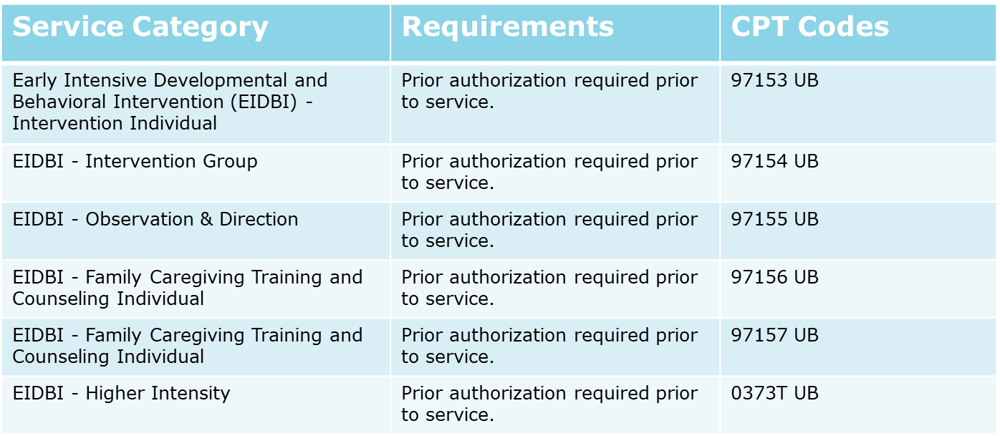 Service Category
Requirements
CPT Codes
Early Intensive Developmental and
Behavioral Intervention (EIDBI) -
Intervention Individual
Prior authorization required prior
to service.
97153 UB
EIDBI - Intervention Group
Prior authorization required prior
to service.
97154 UB
EIDBI - Observation & Direction
Prior authorization required prior
to service.
97155 UB
EIDBI - Family Caregiving Training and
Counseling Individual
Prior authorization required prior
to service.
97156 UB
EIDBI - Family Caregiving Training and
Counseling Individual
Prior authorization required prior
to service.
97157 UB
EIDBI - Higher Intensity
Prior authorization required prior
to service.
0373T UB